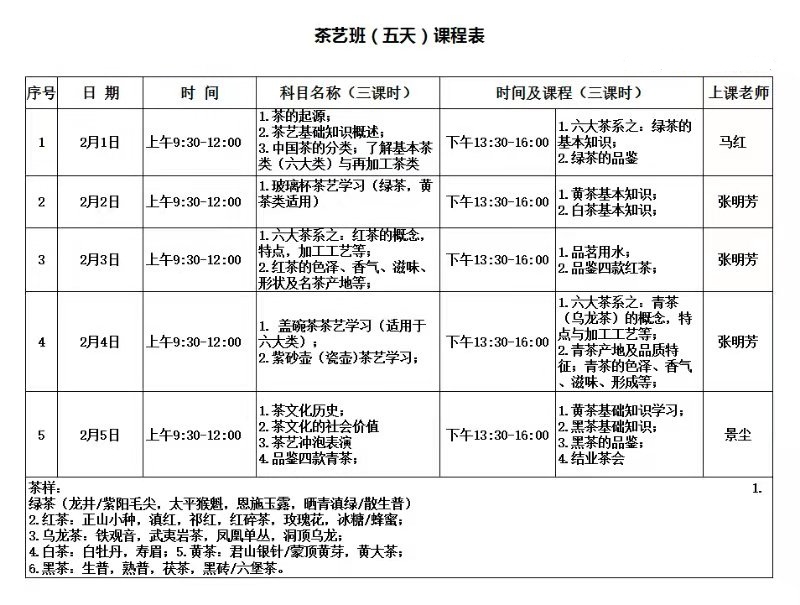 茶艺班（五天）课程表
序号 日 期 时 间 科目名称（三课时） 时间及课程（三课时） 上课老师
1 2月1日 上午9:30-12:00
1.茶的起源；
2.茶艺基础知识概述；
3.中国茶的分类；了解基本茶
类（六大茶类）与再加工茶类
下午13:30-16:00
1.六大茶系之：绿茶的
基本知识；
2.绿茶的品鉴
马红
2 2月2日 上午9:30-12:00
1.玻璃杯茶艺学习（绿茶，黄
茶类适用）
下午13:30-16:00
1.黄茶基本知识；
2.白茶基本知识；
张明芳
3 2月3日 上午9:30-12:00
1.六大茶系之：红茶的概念，
特点，加工工艺等；
2.红茶的色泽、香气、滋味、
形状及名茶产地等；
下午13:30-16:00
1.品茗用水；
2.品鉴四款红茶；
张明芳
4 2月4日 上午9:30-12:00
1. 盖碗茶茶艺学习（适用于
六大茶）；
2.紫砂壶（瓷壶)茶艺学习；
下午13:30-16:00
1.六大茶系之：青茶
（乌龙茶）的概念，特
点与加工工艺等；
2.青茶产地及品质特
征；青茶的色泽、香气
、滋味、形成等；
张明芳
5 2月5日 上午9:30-12:00
1.茶文化历史；
2.茶文化的社会价值
3.茶艺冲泡表演
4.品鉴四款青茶；
下午13:30-16:00
1.黄茶基础知识学习；
2.黑茶基础知识；
3.黑茶的品鉴；
4.结业茶会
景尘
茶样： 1.
绿茶（龙井/紫阳毛尖，太平猴魁，恩施玉露，晒青滇绿/散生普）
2.红茶：正山小种，滇红，祁红，红碎茶，玫瑰花，冰糖/蜂蜜；
3.乌龙茶：铁观音，武夷岩茶，凤凰单丛，洞顶乌龙；
4.白茶：白牡丹，寿眉；5.黄茶：君山银针/蒙顶黄芽，黄大茶；
6.黑茶：生普，熟普，茯茶，黑砖/六堡茶。